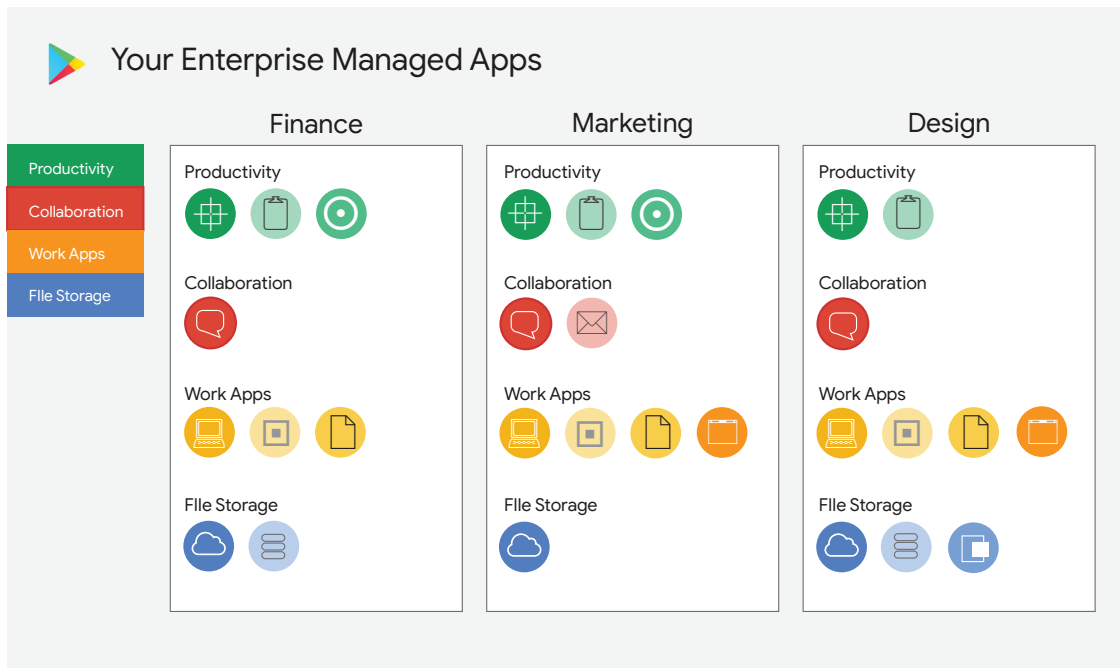 Your Enterprise Managed Apps
Productivity
Collaboration
Work Apps
FIle Storage
Finance
Productivity
Collaboration
Work Apps
FIle Storage
Marketing
Productivity
Collaboration
Work Apps
FIle Storage
Design
Productivity
Collaboration
Work Apps
FIle Storage